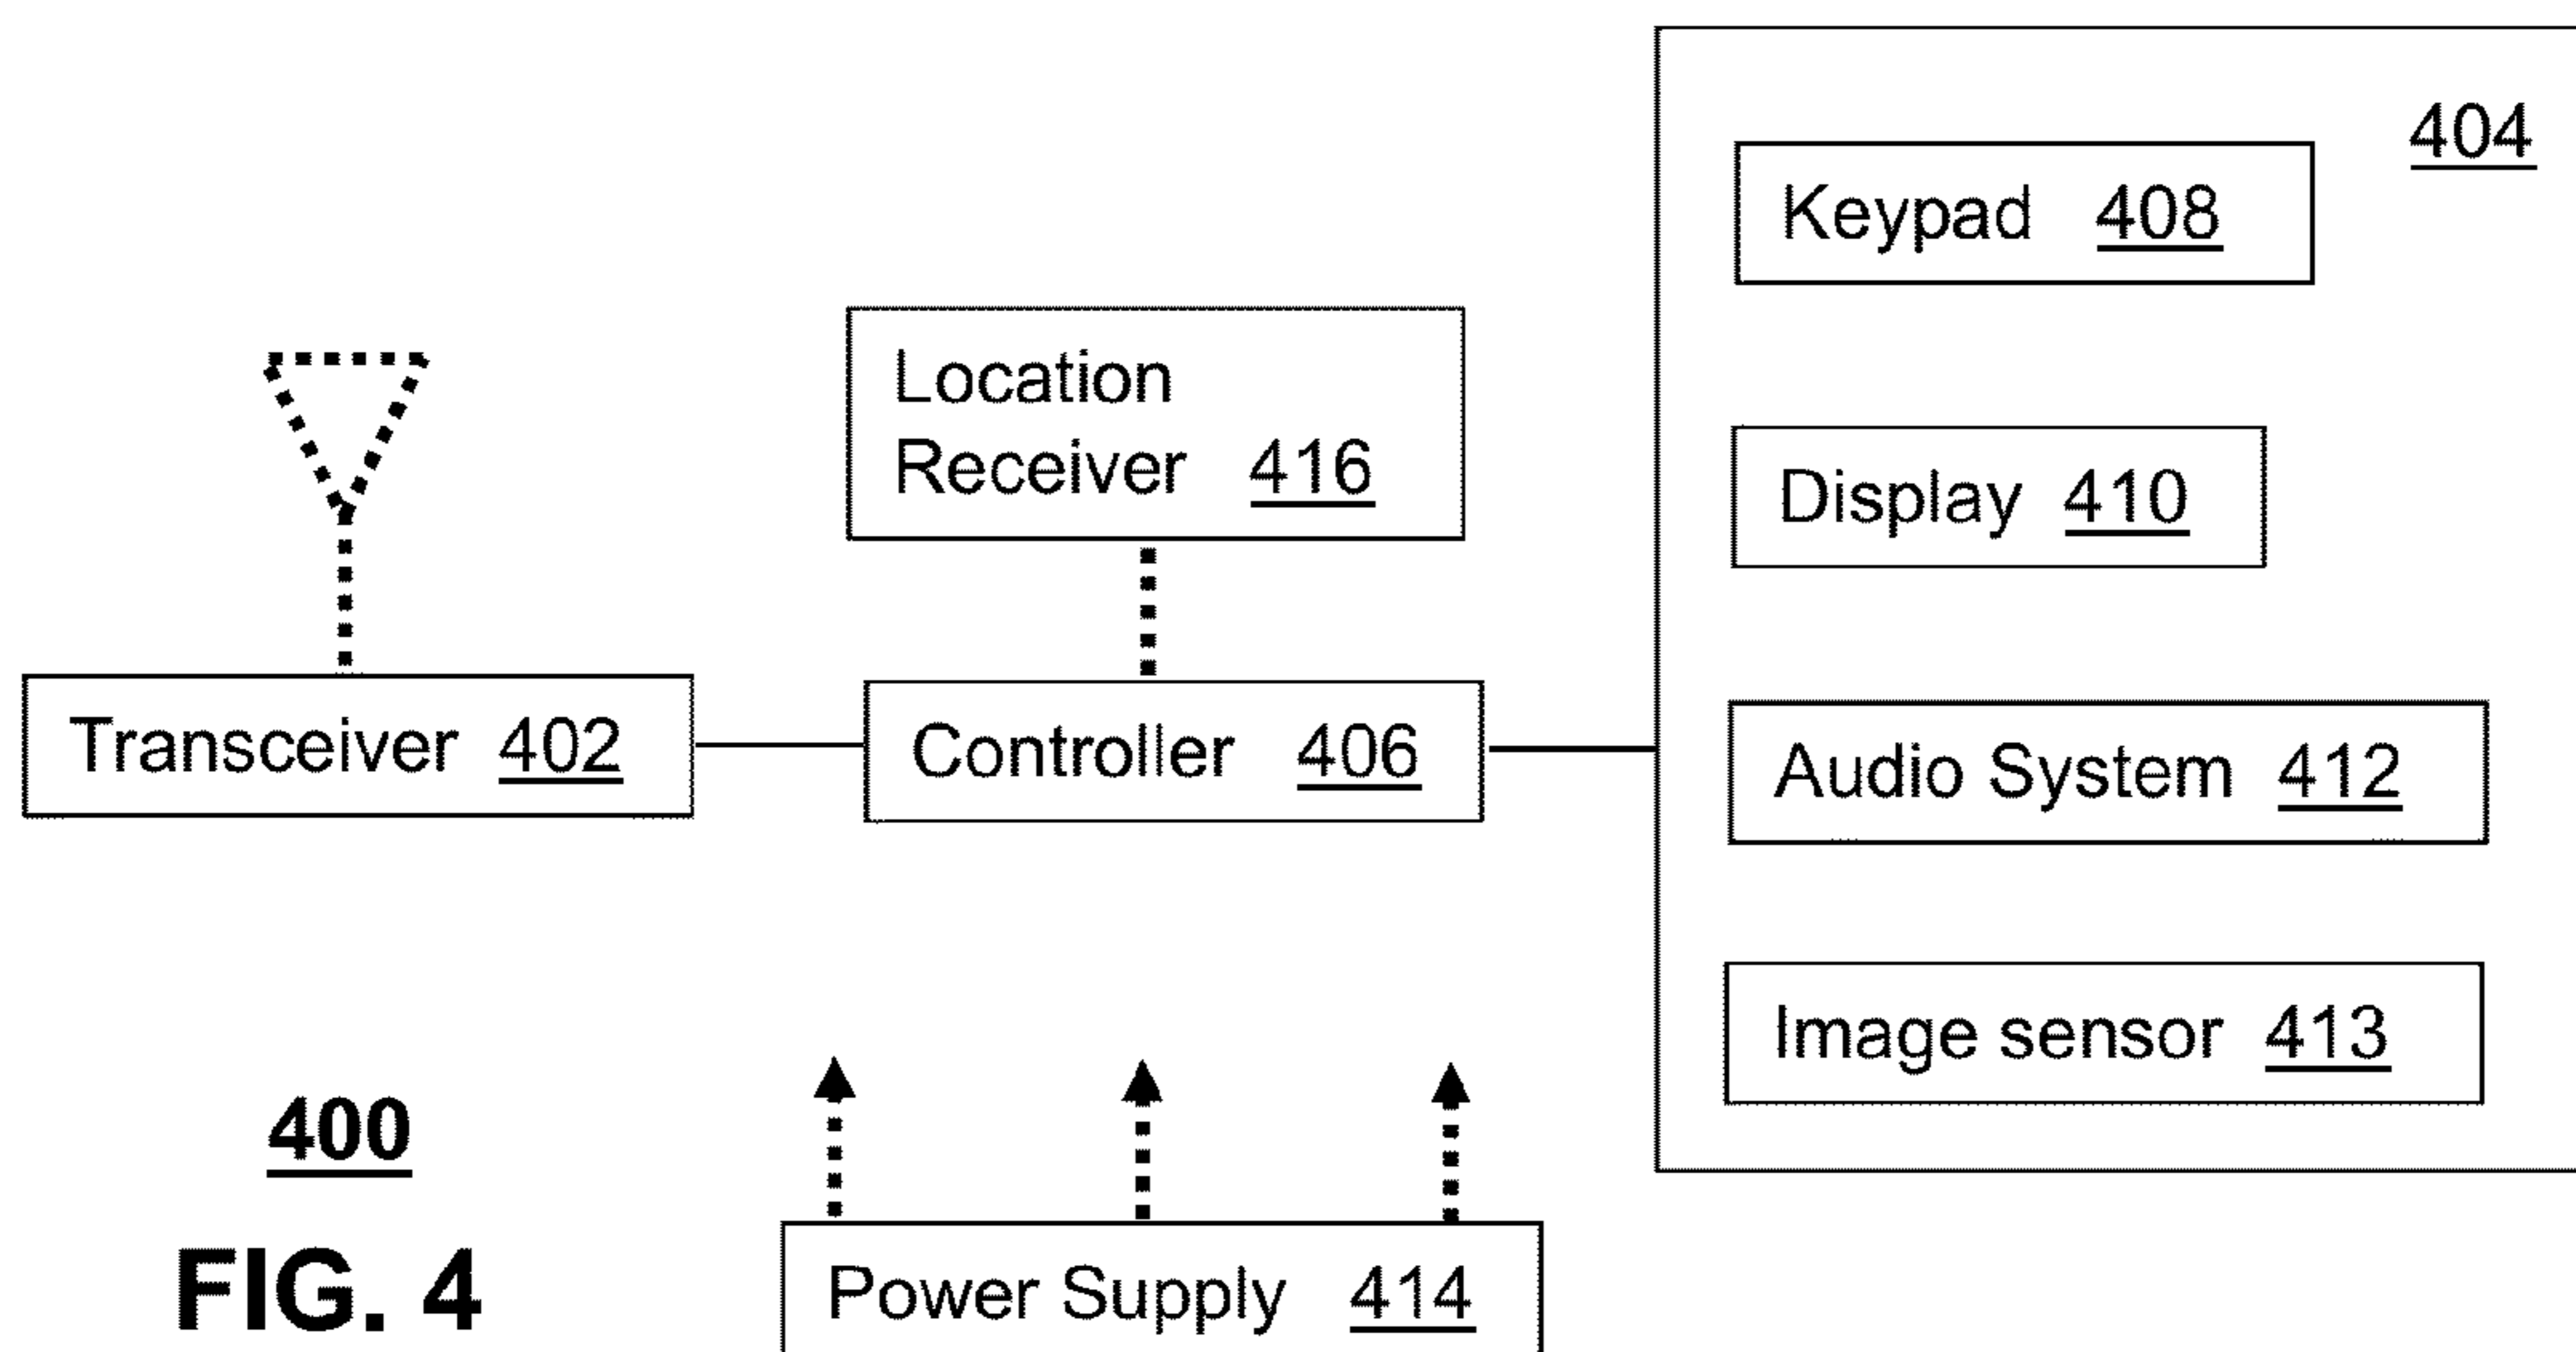 404
Keypad 408
Location
Receiver 416
Display 410
Transceiver 402
Controller 406
Audio System 412
Image sensor 413
400
FIG. 4
Power Supply 414